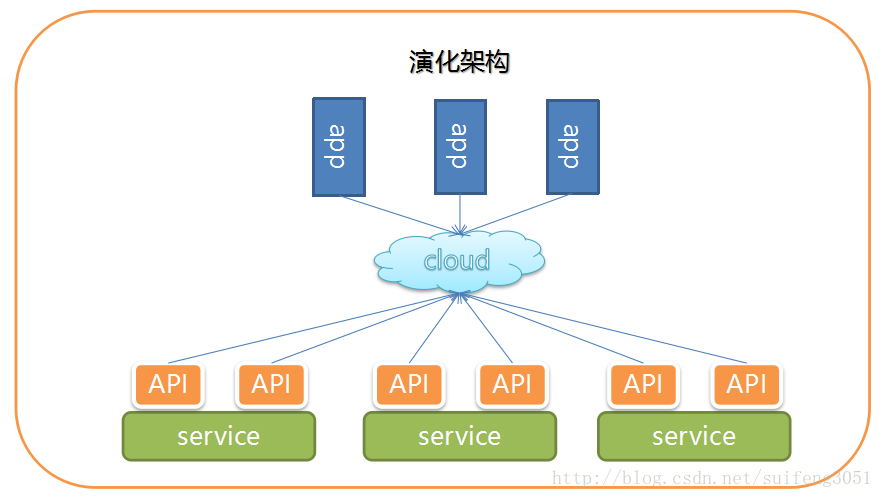 演化架构
app app app
cloud
API API API API API API
service service service
http://blog.csdn.net/suifeng3051